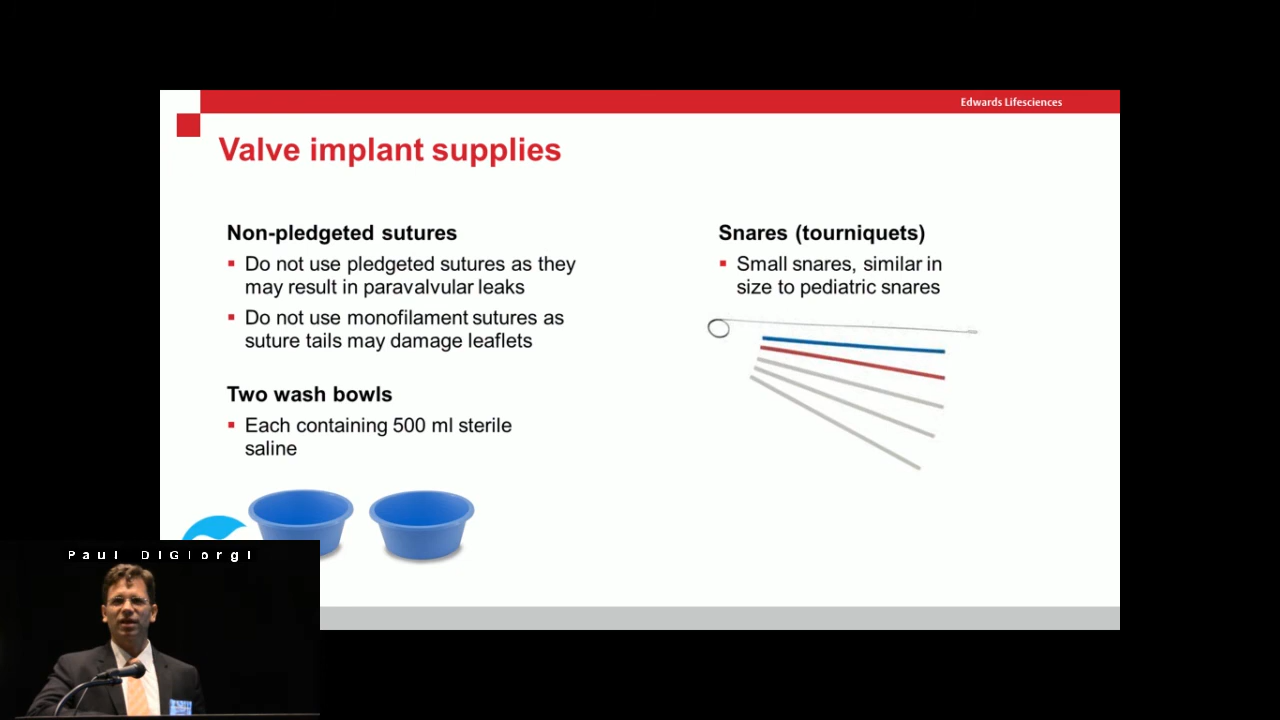 Edwards Lifesciences
Valve implant supplies
Non-pledgeted sutures
Do not use pledgeted sutures as they
may result in paravalvular leaks
Do not use monofilament sutures as
suture tails may damage leaflets
Two wash bowls
Each containing 500 ml sterile
saline
Snares (tourniquets)
Small snares, similar in
size to pediatric snares
Paul DiGiorgi